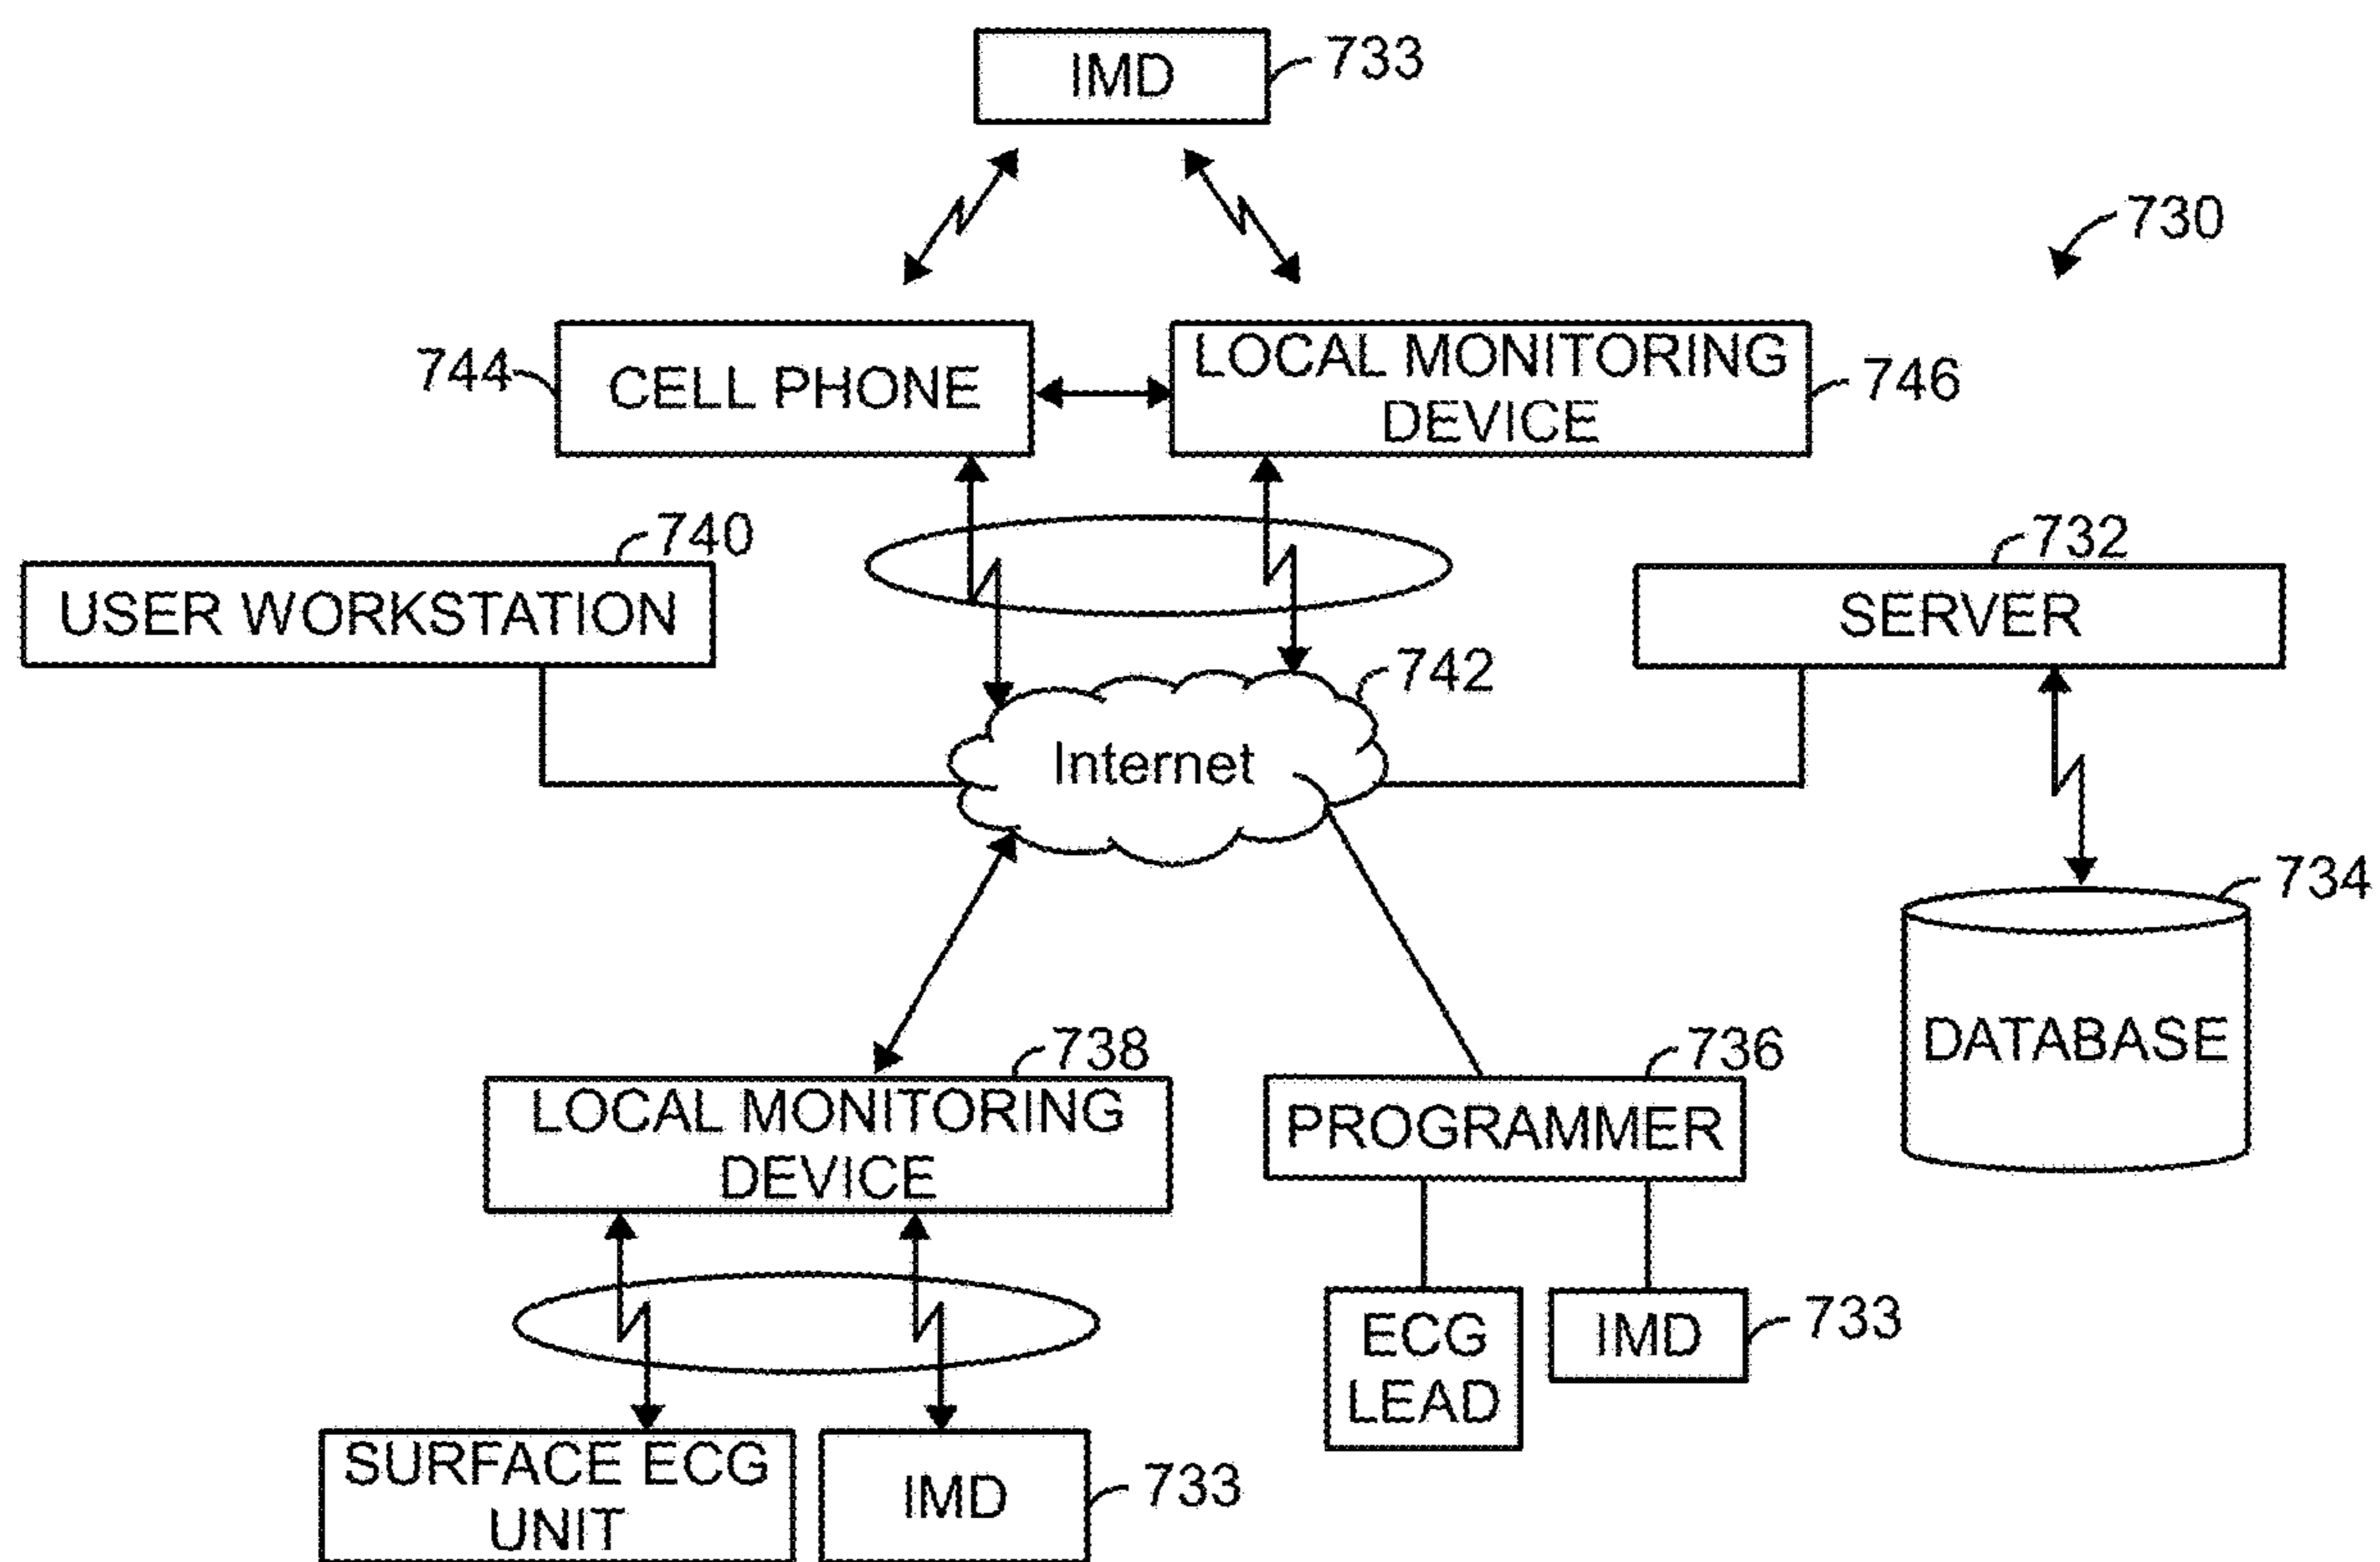 IMD
733
730
744
CELL PHONE
LOCAL MONITORING
DEVICE
746
740
USER WORKSTATION
732
SERVER
742
Internet
734
DATABASE
738
LOCAL MONITORING
DEVICE
736
PROGRAMMER
ECG
LEAD
IMD
733
SURFACE ECG
UNIT
IMD
733